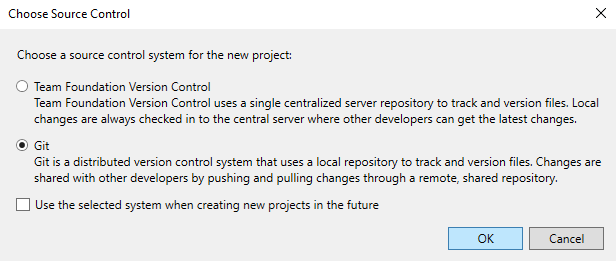 Choose Source Control
Choose a source control system for the new project:
Team Foundation Version Control
Team Foundation Version Control uses a single centralized server repository to track and version files. Local
changes are always checked in to the central server where other developers can get the latest changes.
Git
Git is a distributed version control system that uses a local repository to track and version files. Changes are
shared with other developers by pushing and pulling changes through a remote, shared repository.
Use the selected system when creating new projects in the future
OK
Cancel